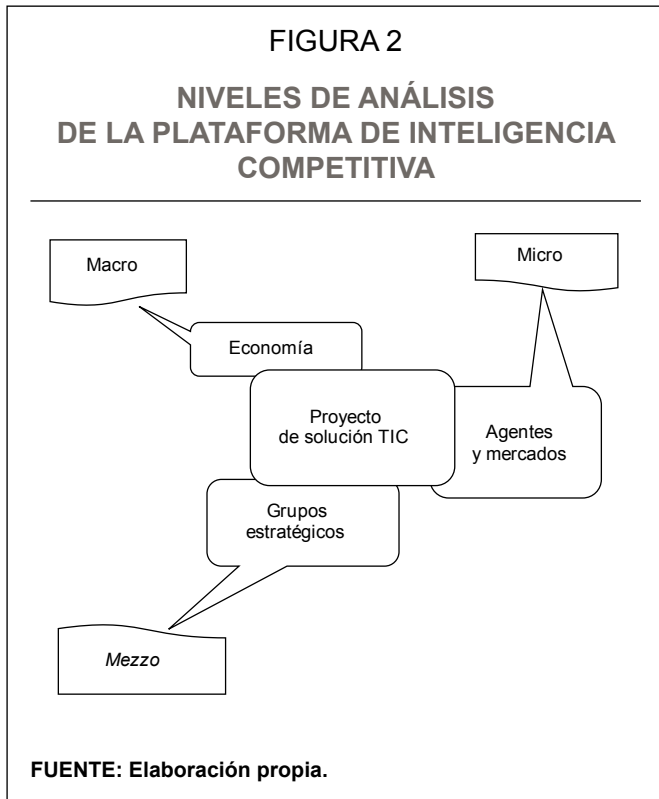 FIGURA 2
NIVELES DE ANÁLISIS
DE LA PLATAFORMA DE INTELIGENCIA
COMPETITIVA
Macro
Micro
Economía
Proyecto
de solución TIC
Agentes
y mercados
Grupos
estratégicos
Mezzo
FUENTE: Elaboración propia.